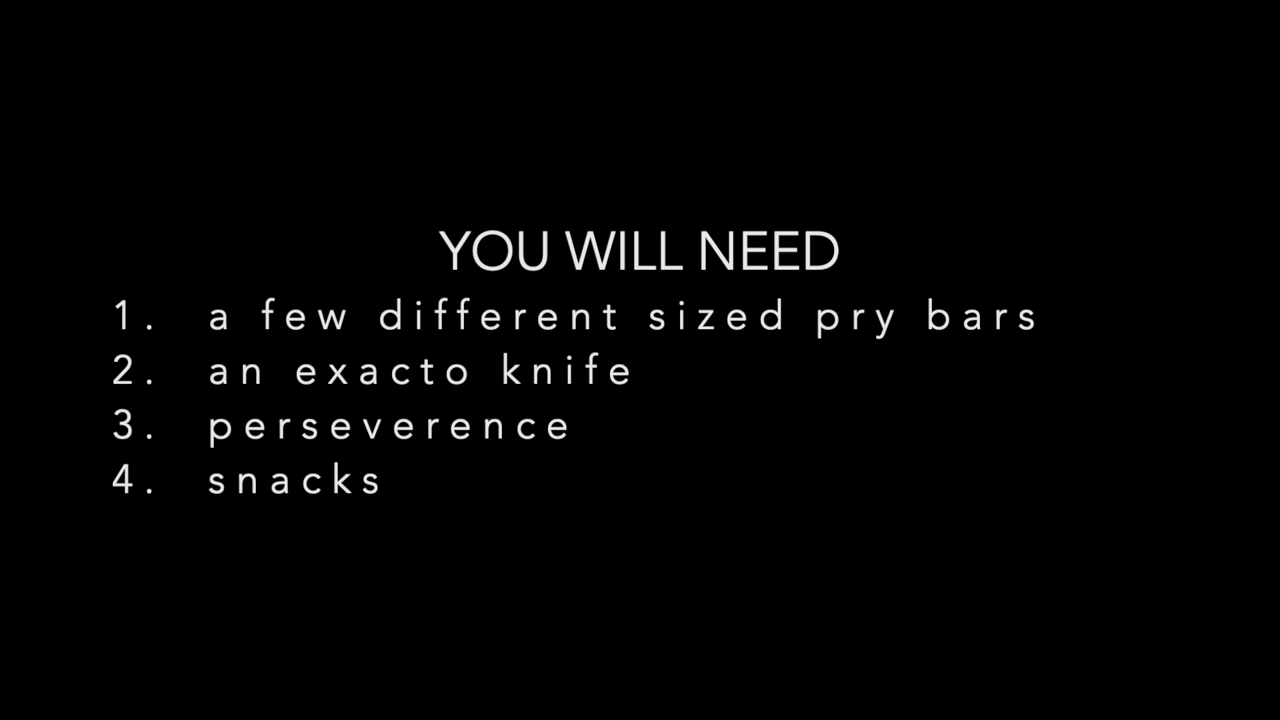 YOU WILL NEED
1. a few different sized pry bars
2. an exacto knife
3. perseverence
4. snacks